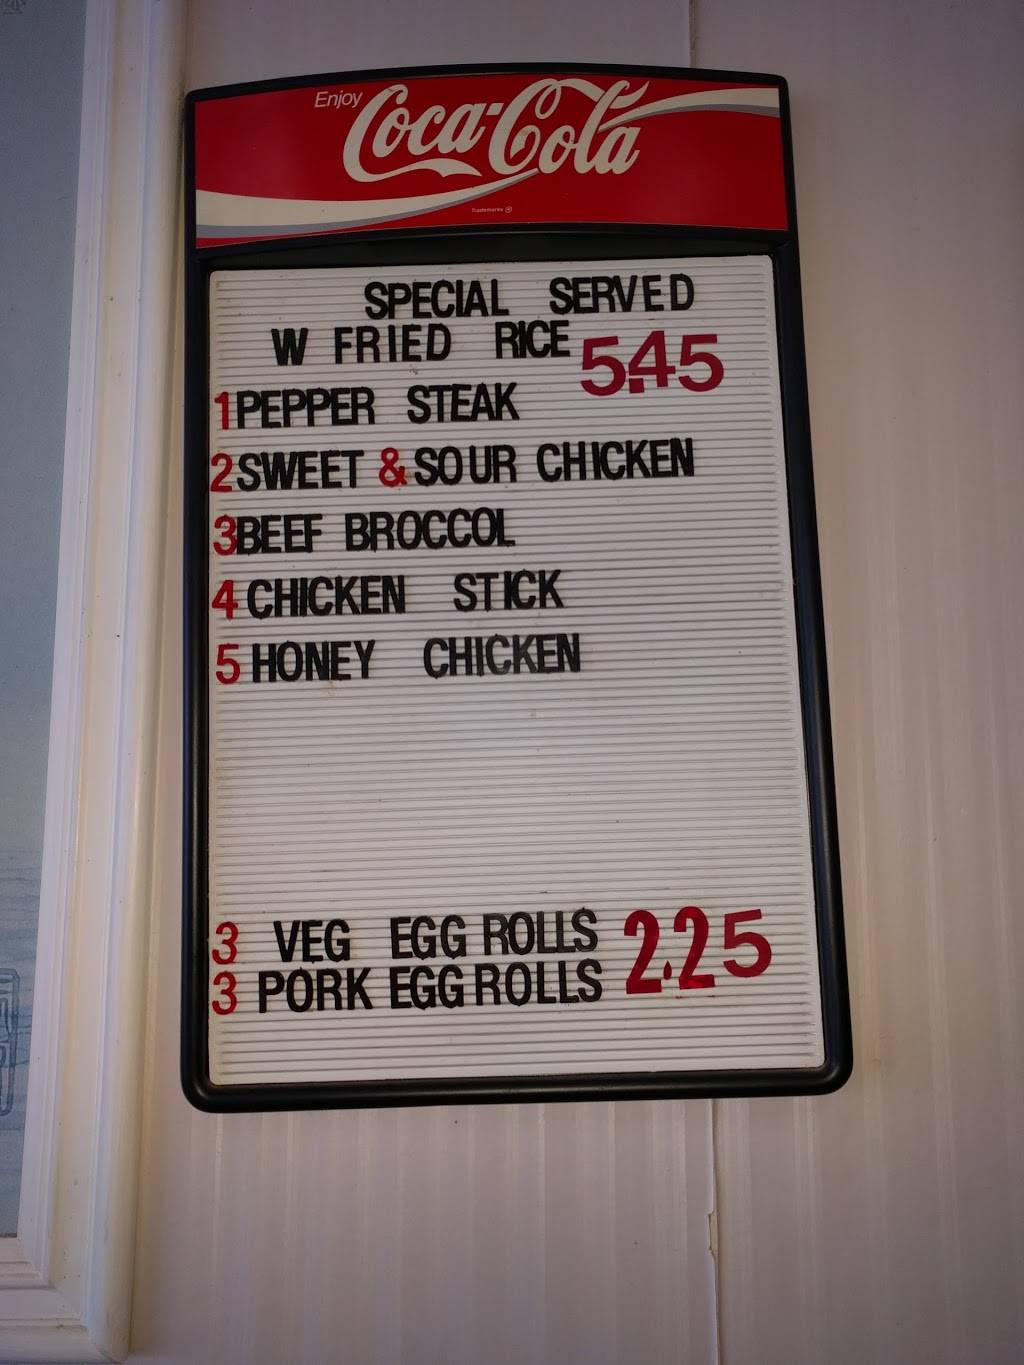 Enjoy
Coca-Cola
Trademarks ®
SPECIAL SERVED
W FRIED RICE 5.45
1 PEPPER STEAK
2 SWEET & SOUR CHICKEN
3 BEEF BROCCOL
4 CHICKEN STICK
5 HONEY CHICKEN
3 VEG EGG ROLLS 2.25
3 PORK EGG ROLLS